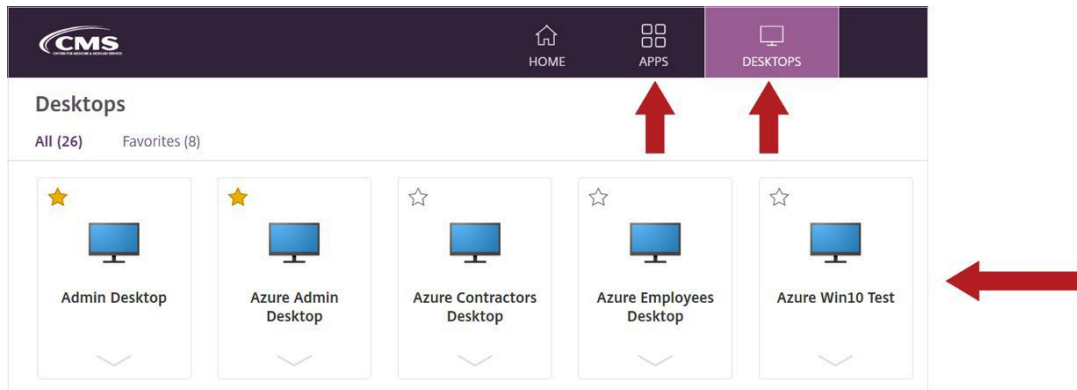 CMS
HOME
APPS
DESKTOPS
Desktops
All (26) Favorites (8)
Admin Desktop
Azure Admin
Desktop
Azure Contractors
Desktop
Azure Employees
Desktop
Azure Win10 Test